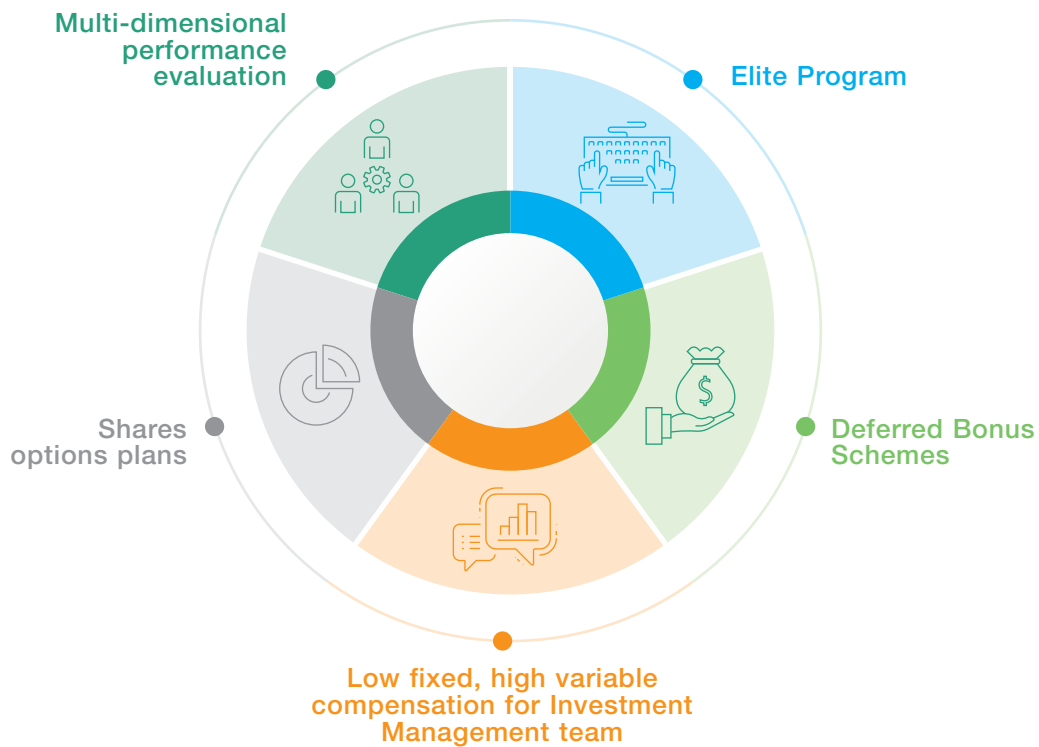 Multi-dimensional
performance
evaluation
Elite Program
$
Shares
options plans
Deferred Bonus
Schemes
Low fixed, high variable
compensation for Investment
Management team